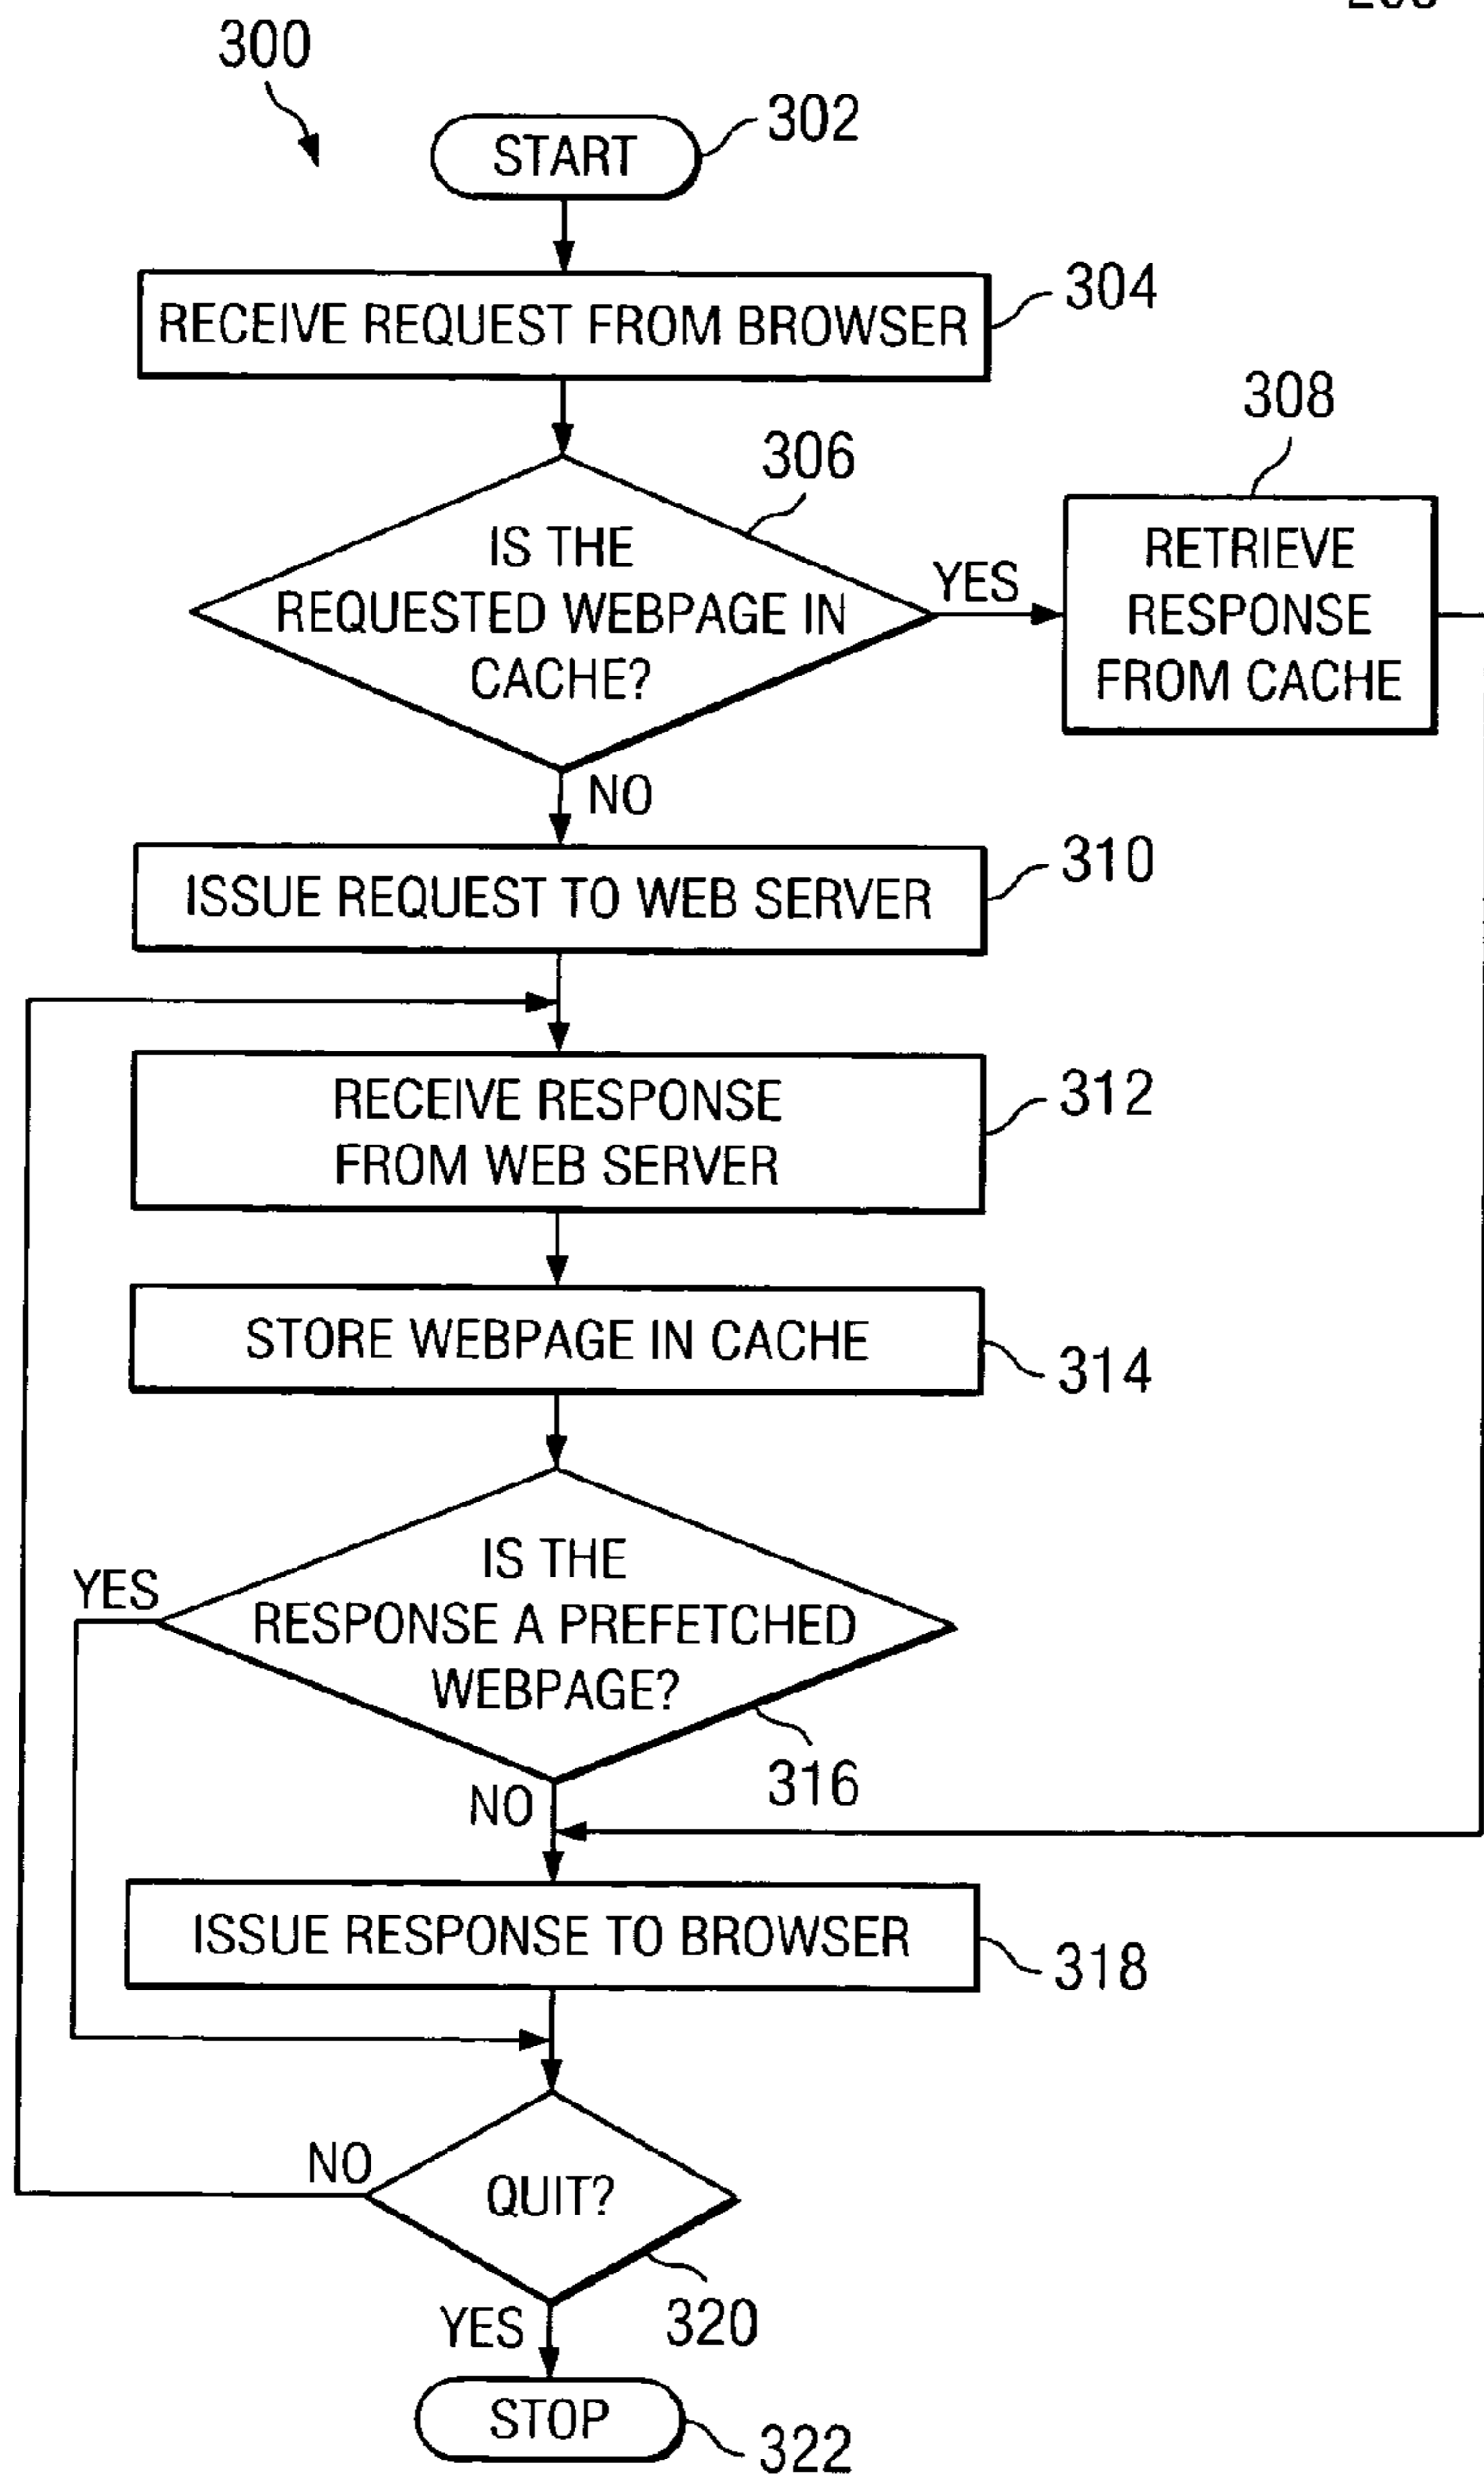 300
START
302
RECEIVE REQUEST FROM BROWSER
304
306
308
IS THE
REQUESTED WEBPAGE IN
CACHE?
YES
RETRIEVE
RESPONSE
FROM CACHE
NO
ISSUE REQUEST TO WEB SERVER
310
RECEIVE RESPONSE
FROM WEB SERVER
312
STORE WEBPAGE IN CACHE
314
IS THE
RESPONSE A PREFETCHED
WEBPAGE?
YES
316
NO
ISSUE RESPONSE TO BROWSER
318
NO
QUIT?
320
YES
STOP
322